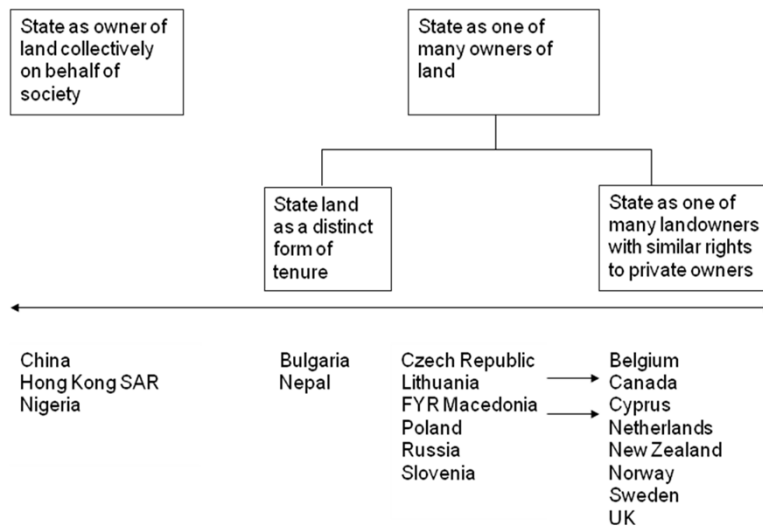 State as owner of
land collectively
on behalf of
society
State as one of
many owners of
land
State land
as a distinct
form of
tenure
State as one of
many landowners
with similar rights
to private owners
China
Hong Kong SAR
Nigeria
Bulgaria
Nepal
Czech Republic
Lithuania
FYR Macedonia
Poland
Russia
Slovenia
Belgium
Canada
Cyprus
Netherlands
New Zealand
Norway
Sweden
UK